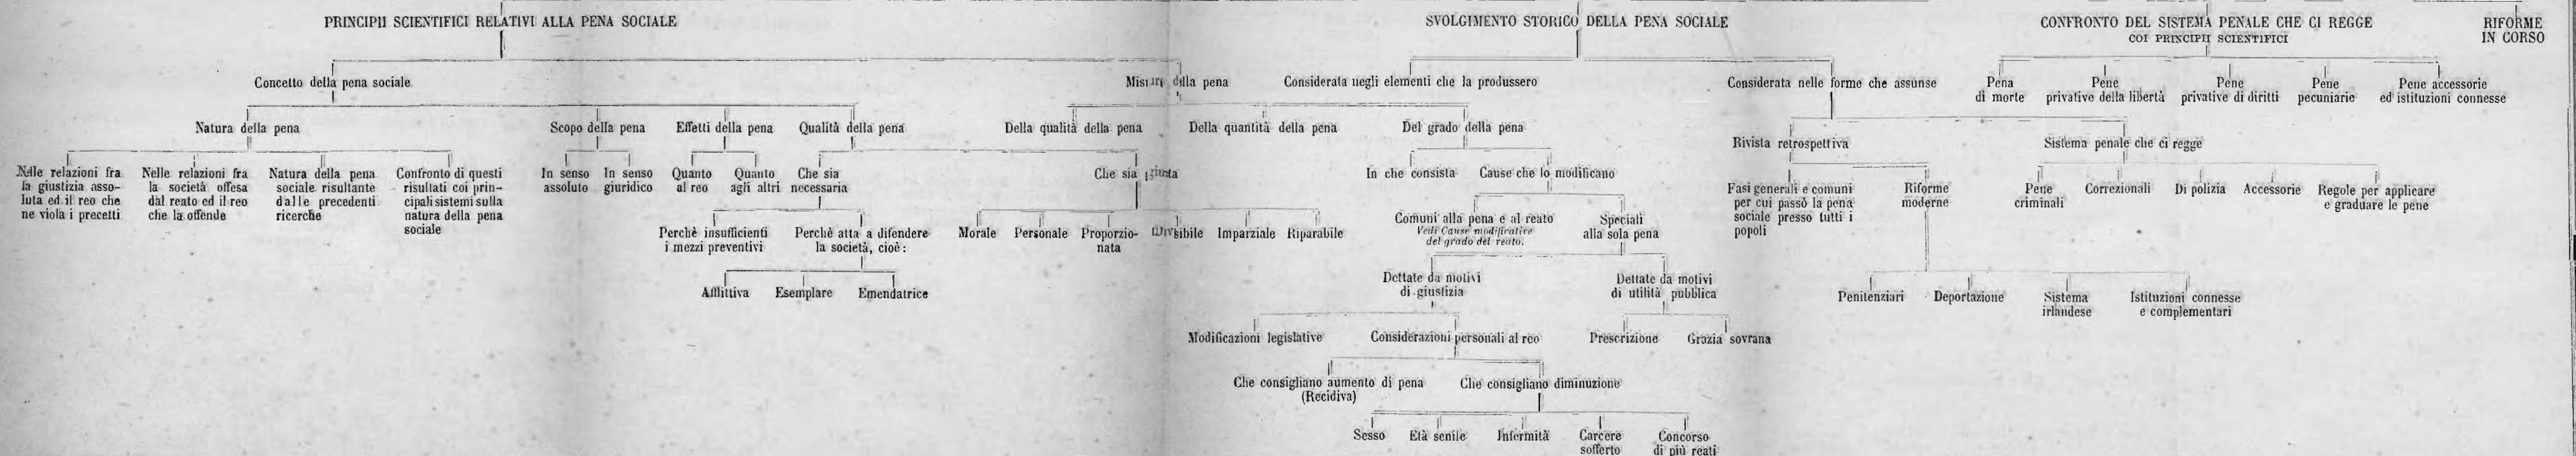 PRINCIPII SCIENTIFICI RELATIVI ALLA PENA SOCIALE
SVOLGIMENTO STORICO DELLA PENA SOCIALE
CONFRONTO DEL SISTEMA PENALE CHE CI REGGE
COI PRINCIPII SCIENTIFICI
RIFORME
IN CORSO
Concetto della pena sociale
Misura della pena
Considerata negli elementi che la produssero
Considerata nelle forme che assunse
Pena
di morte
Pene
privative della libertà
Pene
privative di diritti
Pene
pecuniarie
Pene accessorie
ed istituzioni connesse
Natura della pena
Scopo della pena
Effetti della pena
Qualità della pena
Della qualità della pena
Della quantità della pena
Del grado della pena
Rivista retrospettiva
Sistema penale che ci regge
Nelle relazioni fra
la giustizia asso-
luta ed il reo che
ne viola i precetti
Nelle relazioni fra
la società offesa
dal reato ed il reo
che la offende
Natura della pena
sociale risultante
dalle precedenti
ricerche
Confronto di questi
risultati coi prin-
cipali sistemi sulla
natura della pena
sociale
In senso
assoluto
In senso
giuridico
Quanto
al reo
Quanto
agli altri
Che sia
necessaria
Che sia giusta
In che consista
Cause che lo modificano
Fasi generali e comuni
per cui passò la pena
sociale presso tutti i
popoli
Riforme
moderne
Pene
criminali
Correzionali
Di polizia
Accessorie
Regole per applicare
e graduare le pene
Perchè insufficienti
i mezzi preventivi
Perchè atta a difendere
la società, cioè:
Morale
Personale
Proporzio-
nata
Divisibile
Imparziale
Riparabile
Comuni alla pena e al reato
Vedi Cause modificative
del grado del reato.
Speciali
alla sola pena
Afflittiva
Esemplare
Emendatrice
Dettate da motivi
di giustizia
Dettate da motivi
di utilità pubblica
Penitenziari
Deportazione
Sistema
irlandese
Istituzioni connesse
e complementari
Modificazioni legislative
Considerazioni personali al reo
Prescrizione
Grazia sovrana
Che consigliano aumento di pena
(Recidiva)
Che consigliano diminuzione
Sesso
Età senile
Infermità
Carcere
sofferto
Concorso
di più reati